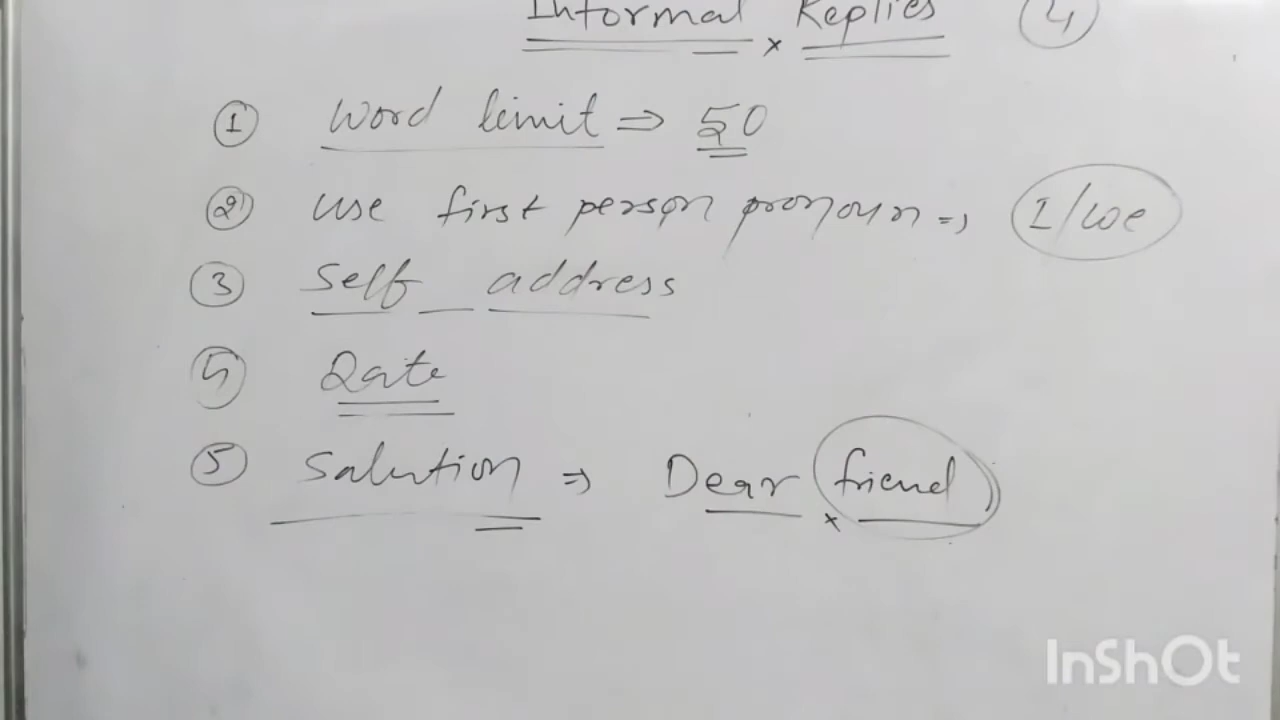 Informal Replies 4
1 Word limit ⇒ 50
2 use first person pronoun ⇒ I/we
3 Self address
4 Date
5 Salution ⇒ Dear friend
InShOt